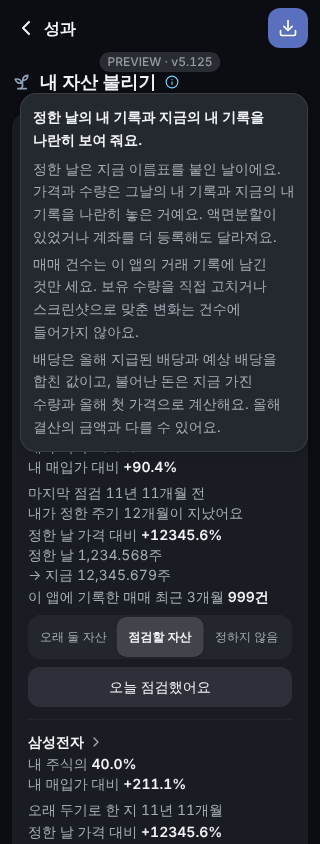 성과
PREVIEW · v5.125
내 자산 불리기
정한 날의 내 기록과 지금의 내 기록을
나란히 보여 줘요.
정한 날은 지금 이름표를 붙인 날이에요.
가격과 수량은 그날의 내 기록과 지금의 내
기록을 나란히 놓은 거예요. 액면분할이
있었거나 계좌를 더 등록해도 달라져요.
매매 건수는 이 앱의 거래 기록에 남긴
것만 세요. 보유 수량을 직접 고치거나
스크린샷으로 맞춘 변화는 건수에
들어가지 않아요.
배당은 올해 지급된 배당과 예상 배당을
합친 값이고, 불어난 돈은 지금 가진
수량과 올해 첫 가격으로 계산해요. 올해
결산의 금액과 다를 수 있어요.
내 매입가 대비 +90.4%
마지막 점검 11년 11개월 전
내가 정한 주기 12개월이 지났어요
정한 날 가격 대비 +12345.6%
정한 날 1,234.568주
→ 지금 12,345.679주
이 앱에 기록한 매매 최근 3개월 999건
오래 둘 자산 점검할 자산 정하지 않음
오늘 점검했어요
삼성전자 >
내 주식의 40.0%
내 매입가 대비 +211.1%
오래 두기로 한 지 11년 11개월
정한 날 가격 대비 +12345.6%